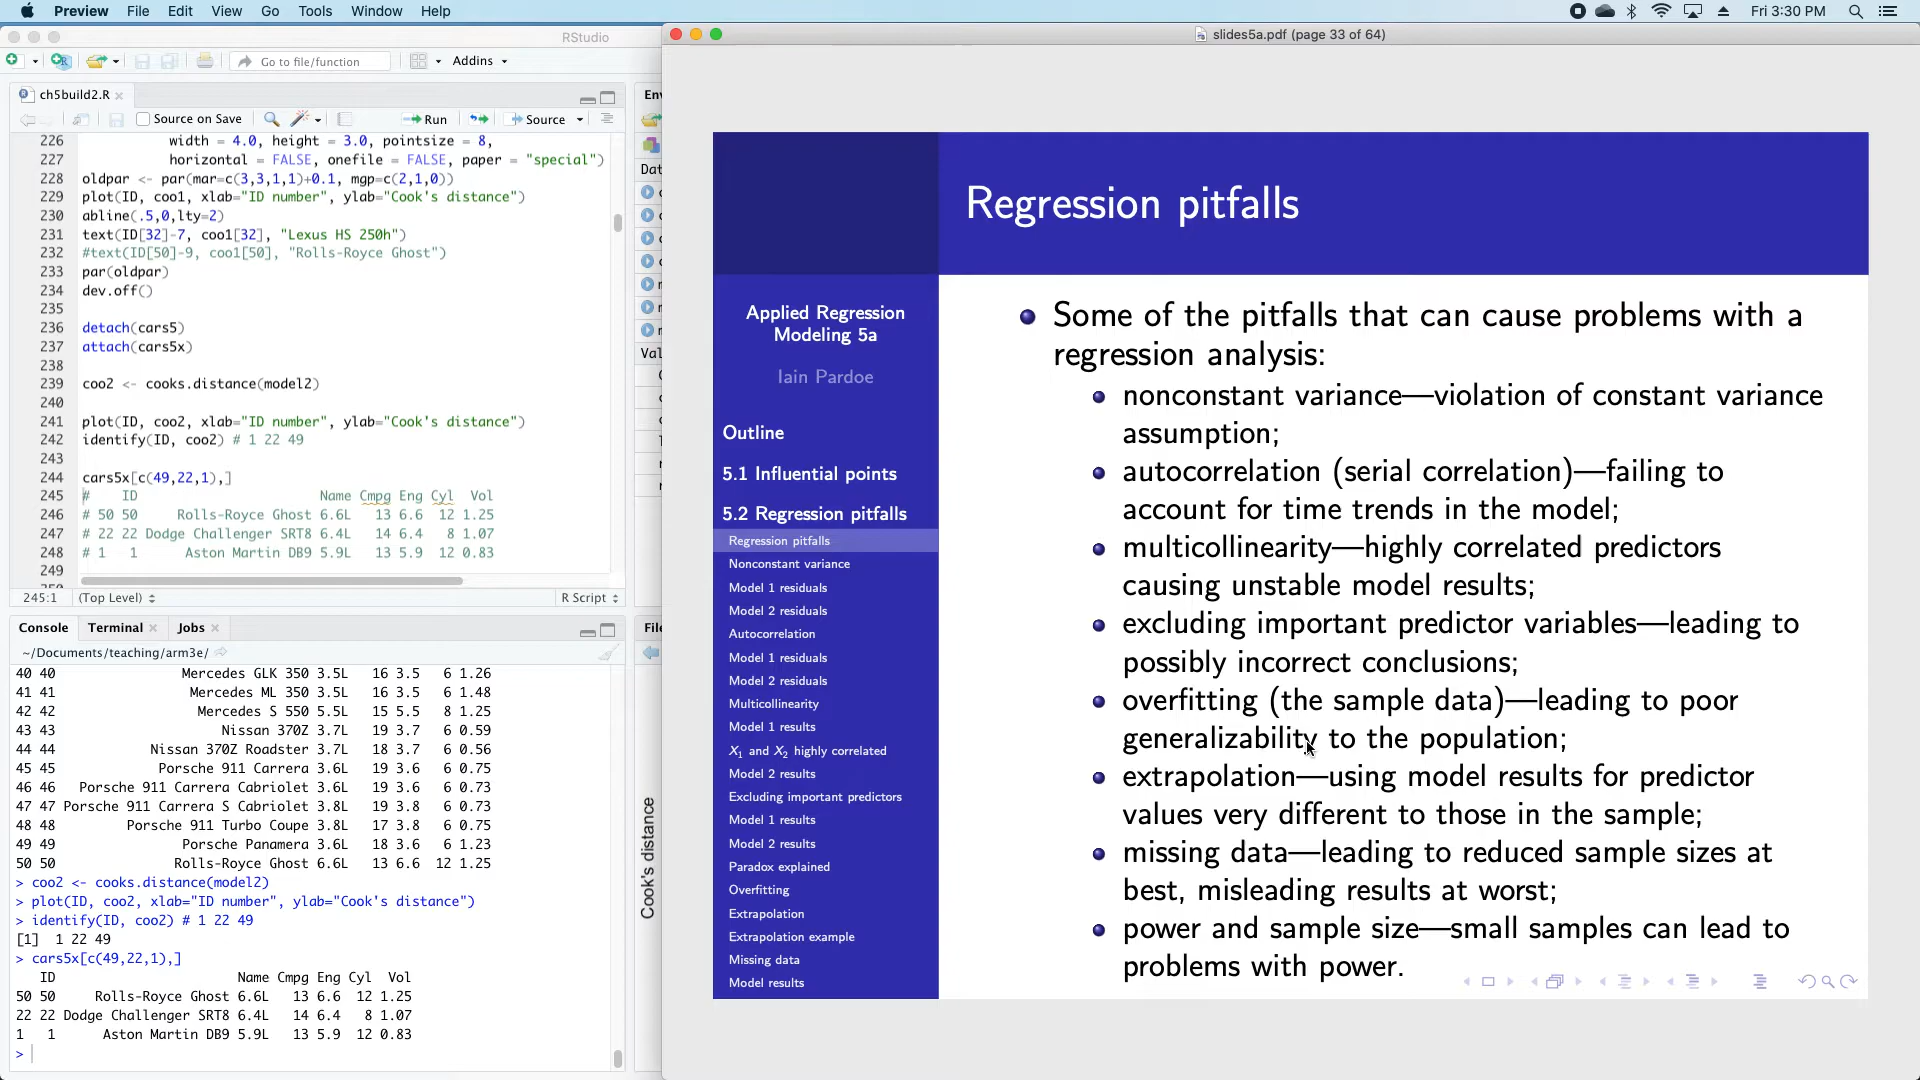 Preview File Edit View Go Tools Window Help
Fri 3:30 PM
RStudio
Go to file/function
Addins
ch5build2.R
Source on Save
Run
Source
226 width = 4.0, height = 3.0, pointsize = 8,
227 horizontal = FALSE, onefile = FALSE, paper = "special")
228 oldpar <- par(mar=c(3,3,1,1)+0.1, mgp=c(2,1,0))
229 plot(ID, coo1, xlab="ID number", ylab="Cook's distance")
230 abline(.5,0,lty=2)
231 text(ID[32]-7, coo1[32], "Lexus HS 250h")
232 #text(ID[50]-9, coo1[50], "Rolls-Royce Ghost")
233 par(oldpar)
234 dev.off()
235
236 detach(cars5)
237 attach(cars5x)
238
239 coo2 <- cooks.distance(model2)
240
241 plot(ID, coo2, xlab="ID number", ylab="Cook's distance")
242 identify(ID, coo2) # 1 22 49
243
244 cars5x[c(49,22,1),]
245 # ID Name Cmpg Eng Cyl Vol
246 # 50 50 Rolls-Royce Ghost 6.6L 13 6.6 12 1.25
247 # 22 22 Dodge Challenger SRT8 6.4L 14 6.4 8 1.07
248 # 1 1 Aston Martin DB9 5.9L 13 5.9 12 0.83
249
245:1 (Top Level) R Script
Console Terminal Jobs
~/Documents/teaching/arm3e/
40 40 Mercedes GLK 350 3.5L 16 3.5 6 1.26
41 41 Mercedes ML 350 3.5L 16 3.5 6 1.48
42 42 Mercedes S 550 5.5L 15 5.5 8 1.25
43 43 Nissan 370Z 3.7L 19 3.7 6 0.59
44 44 Nissan 370Z Roadster 3.7L 18 3.7 6 0.56
45 45 Porsche 911 Carrera 3.6L 19 3.6 6 0.75
46 46 Porsche 911 Carrera Cabriolet 3.6L 19 3.6 6 0.73
47 47 Porsche 911 Carrera S Cabriolet 3.8L 19 3.8 6 0.73
48 48 Porsche 911 Turbo Coupe 3.8L 17 3.8 6 0.75
49 49 Porsche Panamera 3.6L 18 3.6 6 1.23
50 50 Rolls-Royce Ghost 6.6L 13 6.6 12 1.25
> coo2 <- cooks.distance(model2)
> plot(ID, coo2, xlab="ID number", ylab="Cook's distance")
> identify(ID, coo2) # 1 22 49
[1] 1 22 49
> cars5x[c(49,22,1),]
ID Name Cmpg Eng Cyl Vol
50 50 Rolls-Royce Ghost 6.6L 13 6.6 12 1.25
22 22 Dodge Challenger SRT8 6.4L 14 6.4 8 1.07
1 1 Aston Martin DB9 5.9L 13 5.9 12 0.83
>
Cook's distance
slides5a.pdf (page 33 of 64)
Regression pitfalls
Applied Regression
Modeling 5a
Iain Pardoe
Outline
5.1 Influential points
5.2 Regression pitfalls
Regression pitfalls
Nonconstant variance
Model 1 residuals
Model 2 residuals
Autocorrelation
Model 1 residuals
Model 2 residuals
Multicollinearity
Model 1 results
X1 and X2 highly correlated
Model 2 results
Excluding important predictors
Model 1 results
Model 2 results
Paradox explained
Overfitting
Extrapolation
Extrapolation example
Missing data
Model results
Some of the pitfalls that can cause problems with a
regression analysis:
nonconstant variance—violation of constant variance
assumption;
autocorrelation (serial correlation)—failing to
account for time trends in the model;
multicollinearity—highly correlated predictors
causing unstable model results;
excluding important predictor variables—leading to
possibly incorrect conclusions;
overfitting (the sample data)—leading to poor
generalizability to the population;
extrapolation—using model results for predictor
values very different to those in the sample;
missing data—leading to reduced sample sizes at
best, misleading results at worst;
power and sample size—small samples can lead to
problems with power.